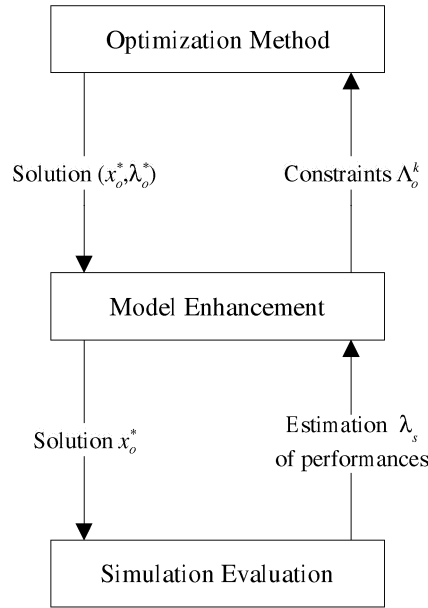 Optimization Method
Solution (x*ₒ,λ*ₒ)
Constraints Λᵏₒ
Model Enhancement
Solution x*ₒ
Estimation λₛ
of performances
Simulation Evaluation